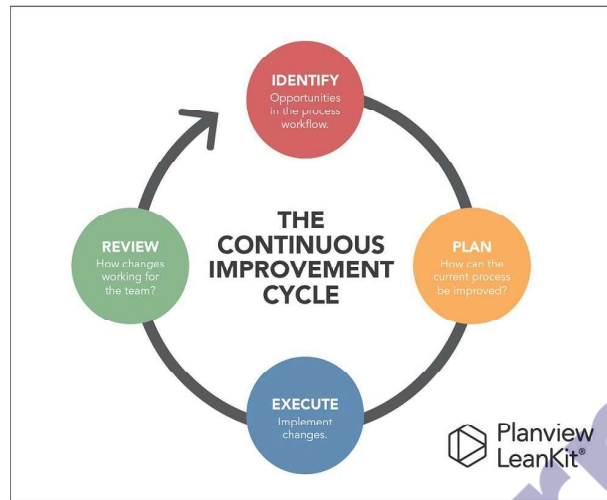 IDENTIFY
Opportunities
in the process
workflow.
REVIEW
How changes
working for
the team?
THE
CONTINUOUS
IMPROVEMENT
CYCLE
PLAN
How can the
current process
be improved?
EXECUTE
Implement
changes.
Planview
LeanKit®